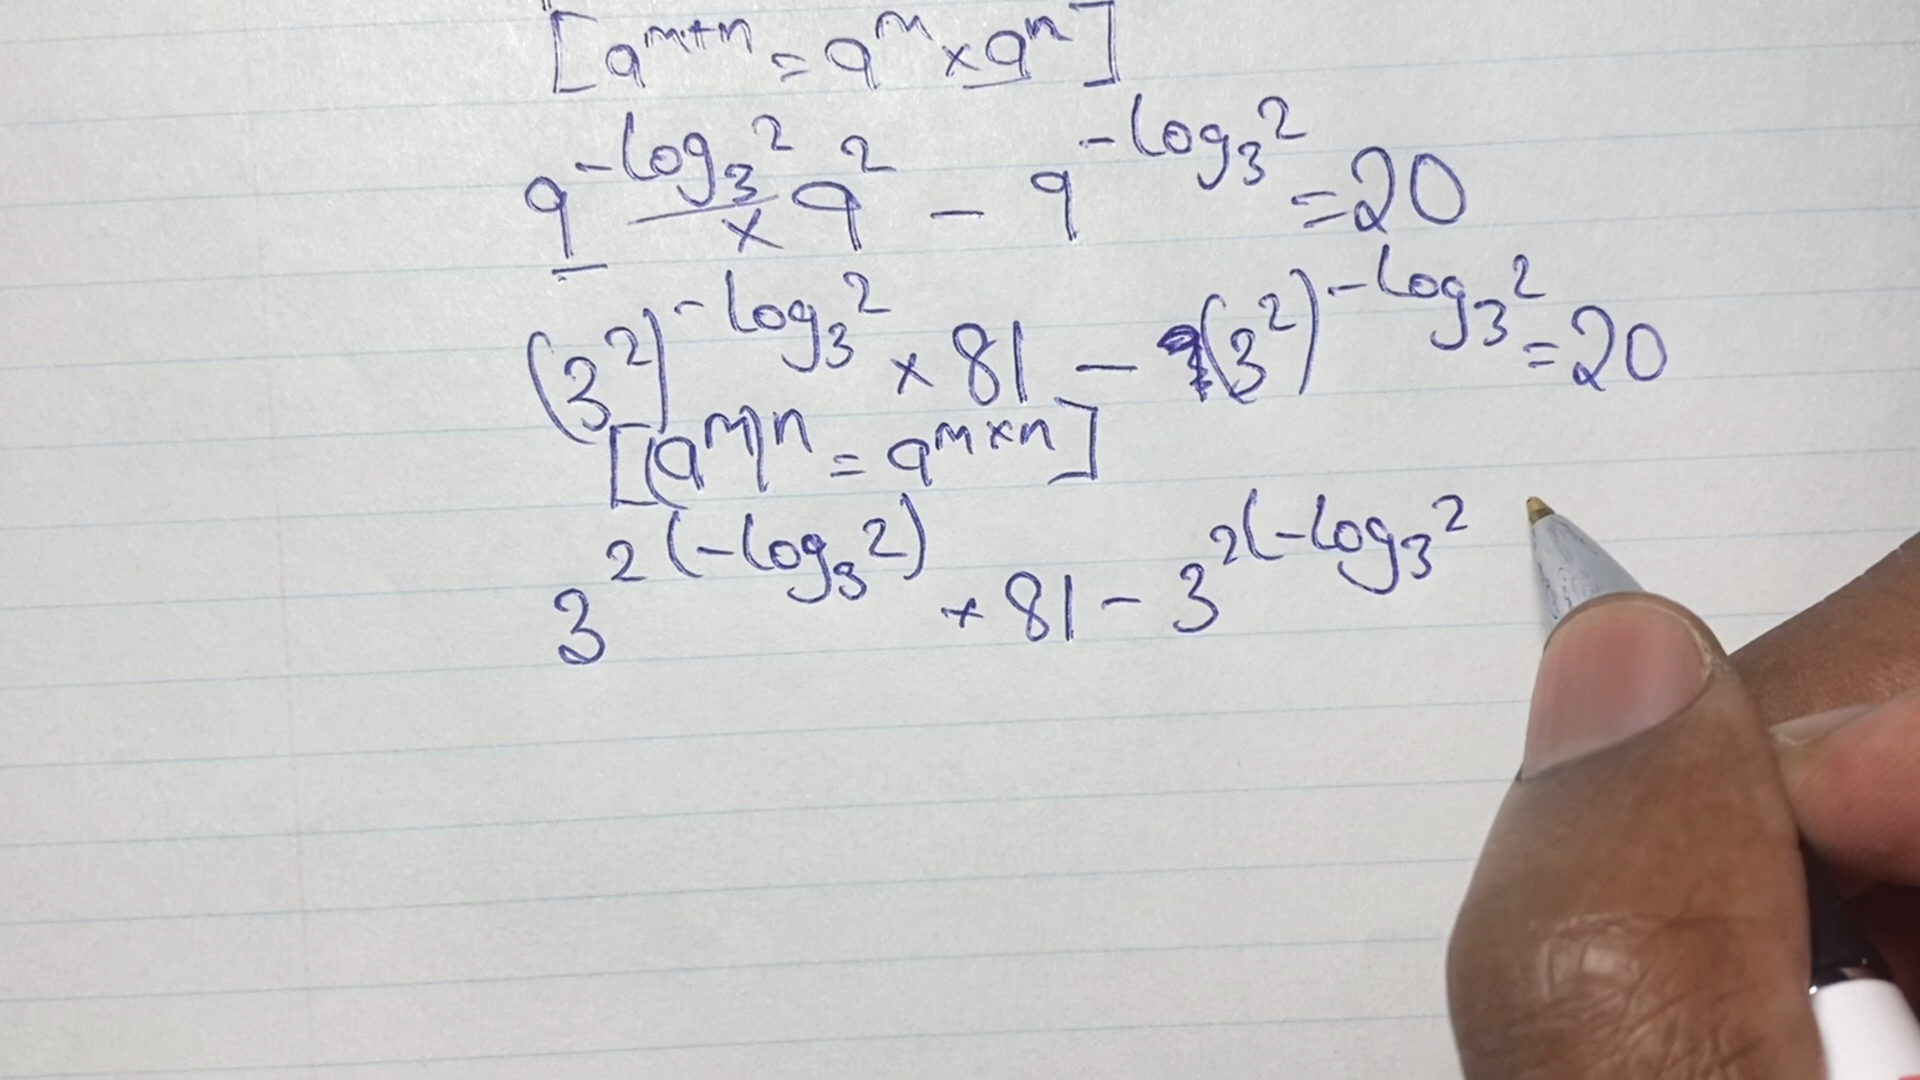 [a^{m+n} = a^m × a^n]
9^{-log_3 2} × 9^2 - 9^{-log_3 2} = 20
(3^2)^{-log_3 2} × 81 - (3^2)^{-log_3 2} = 20
[(a^m)^n = a^{m×n}]
3^{2(-log_3 2)} × 81 - 3^{2(-log_3 2}